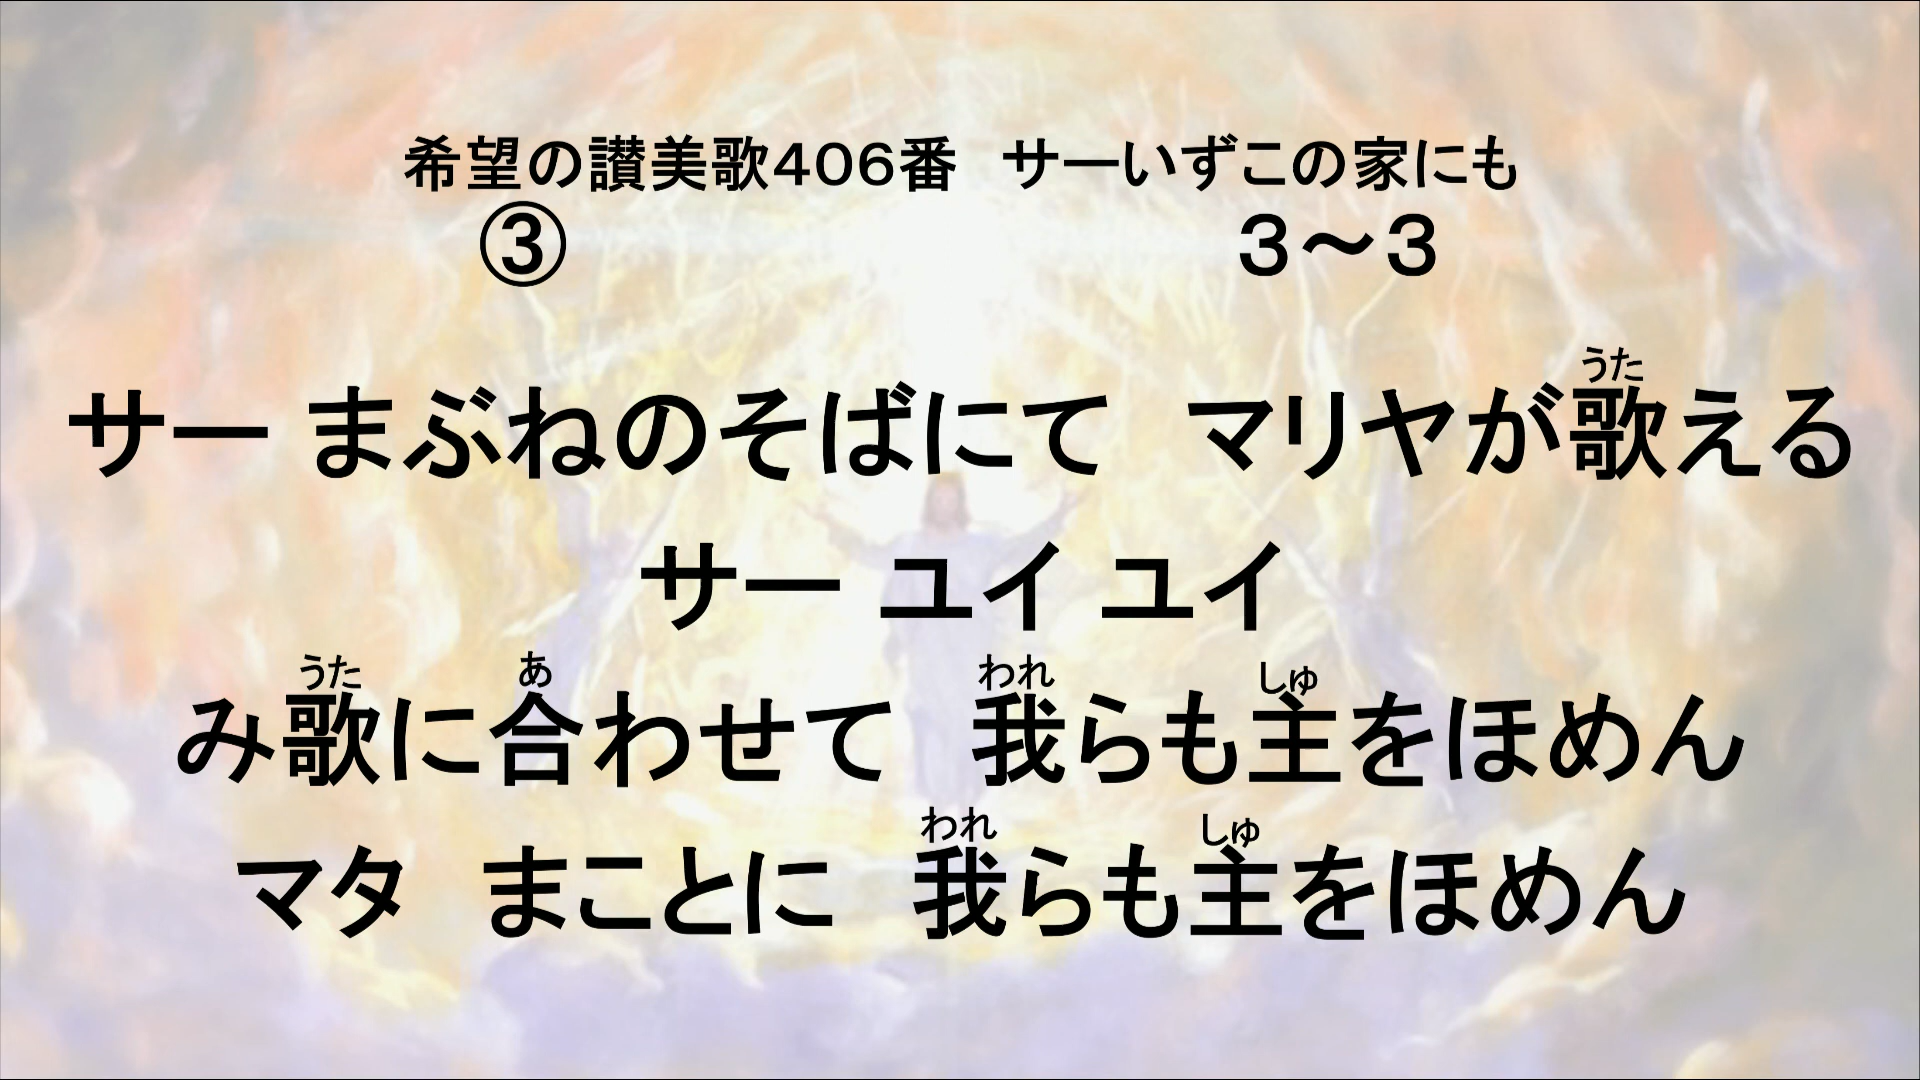 希望の讃美歌406番　サーいずこの家にも
③　3～3
サー まぶねのそばにて　マリヤが歌える
うた
サー ユイ ユイ
み歌に合わせて　我らも主をほめん
うた　あ　われ　しゅ
マタ　まことに　我らも主をほめん
われ　しゅ